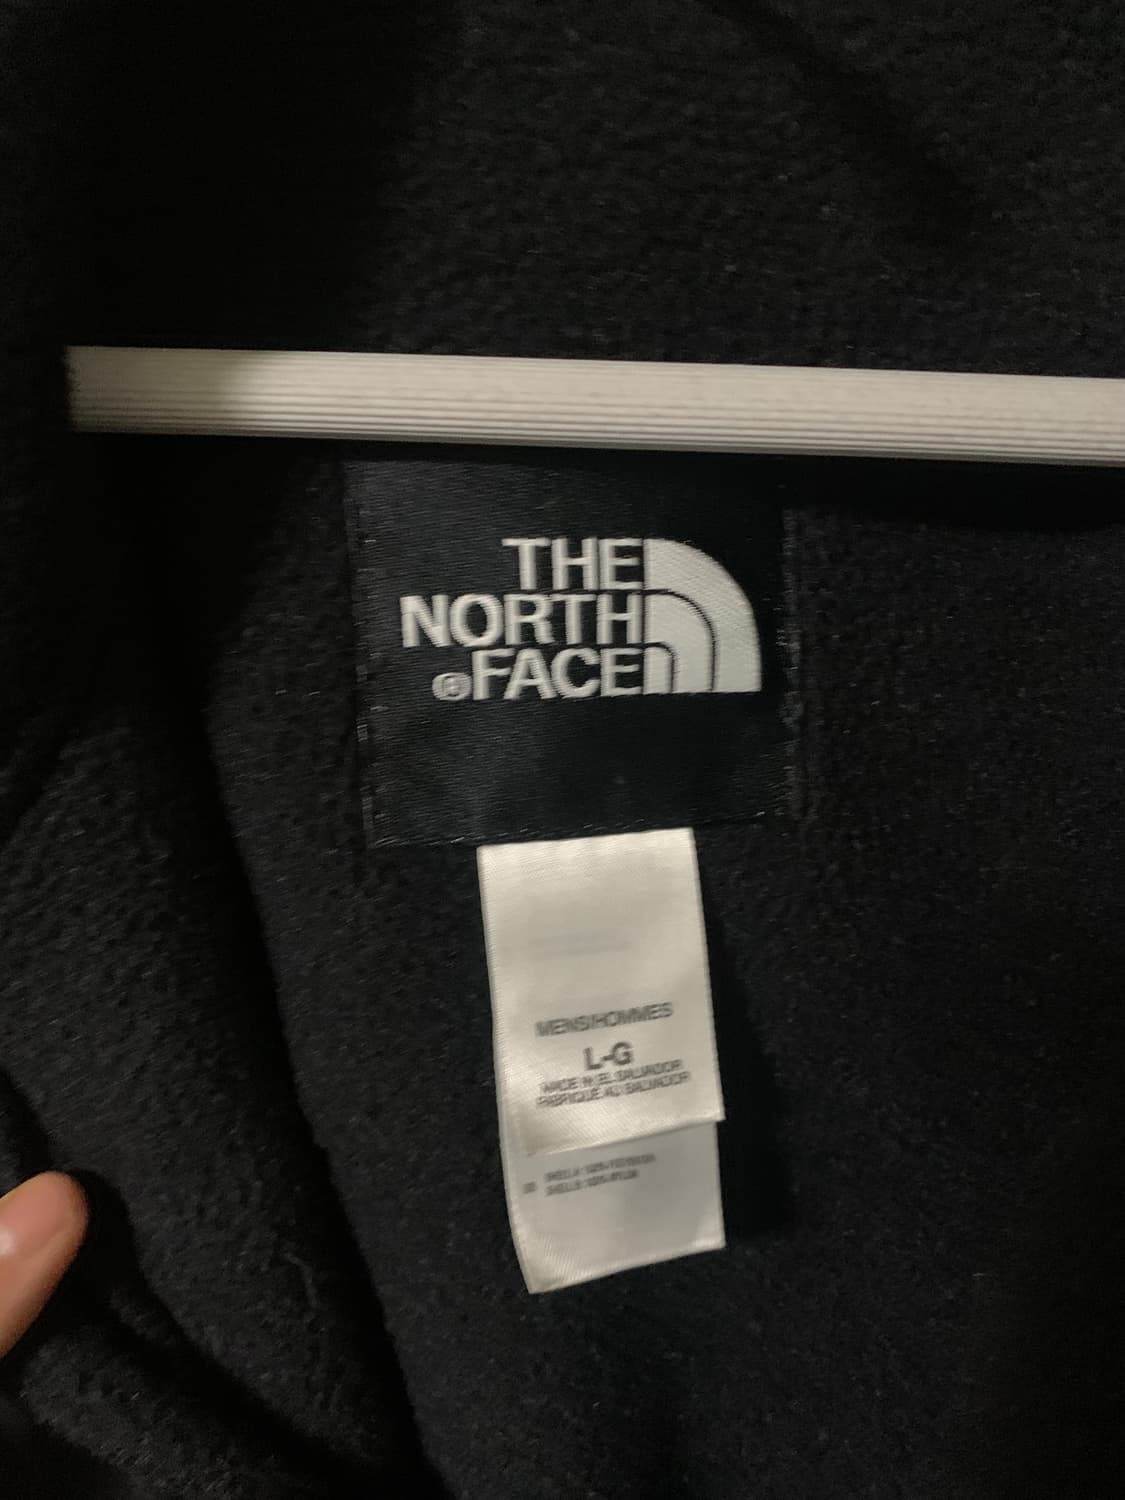 THE
NORTH
®FACE
MENS/HOMMES
L-G
MADE IN EL SALVADOR
FABRIQUÉ AU SALVADOR